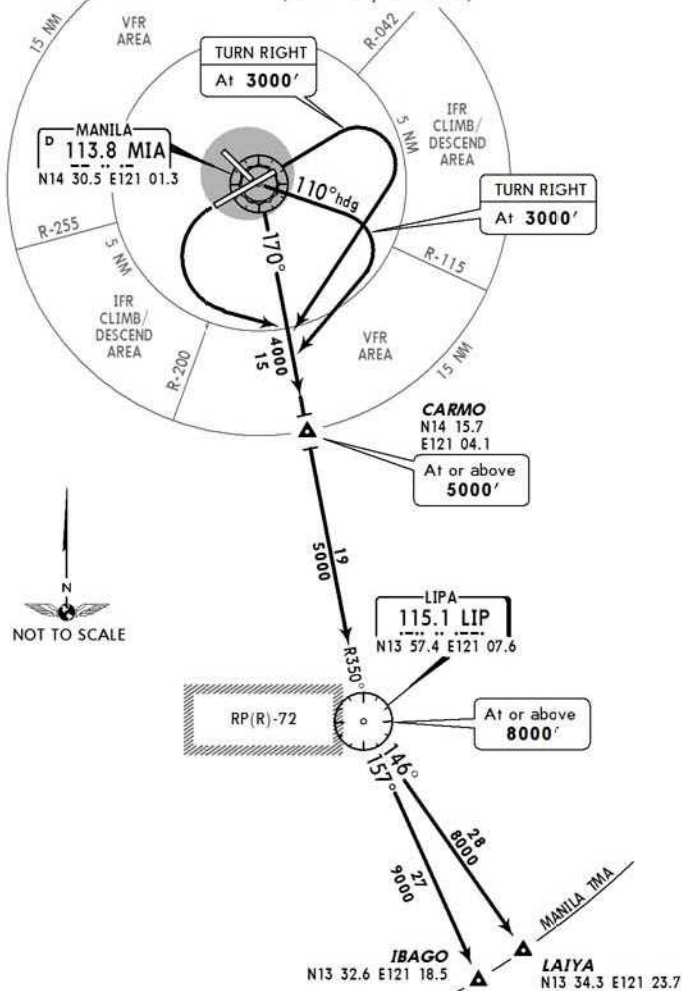 15 NM
VFR
AREA
R-042
TURN RIGHT
At 3000'
5 NM
IFR
CLIMB/
DESCEND
AREA
MANILA
D 113.8 MIA
N14 30.5 E121 01.3
110°hdg
TURN RIGHT
At 3000'
R-255
5 NM
170°
R-115
IFR
CLIMB/
DESCEND
AREA
R-200
4000
15
VFR
AREA
15 NM
CARMO
N14 15.7
E121 04.1
At or above
5000'
19
5000
N
NOT TO SCALE
LIPA
115.1 LIP
N13 57.4 E121 07.6
R350°
RP(R)-72
At or above
8000'
146°
157°
28
8000
27
9000
MANILA TMA
IBAGO
N13 32.6 E121 18.5
LAIYA
N13 34.3 E121 23.7